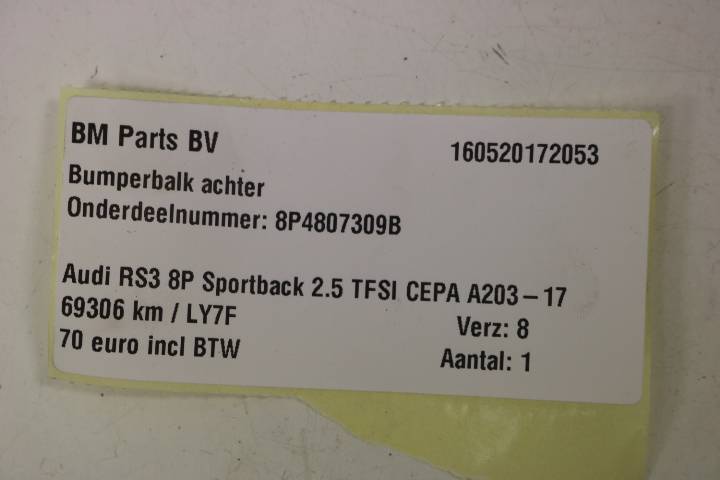 BM Parts BV
160520172053
Bumperbalk achter
Onderdeelnummer: 8P4807309B
Audi RS3 8P Sportback 2.5 TFSI CEPA A203-17
69306 km / LY7F
Verz: 8
70 euro incl BTW
Aantal: 1